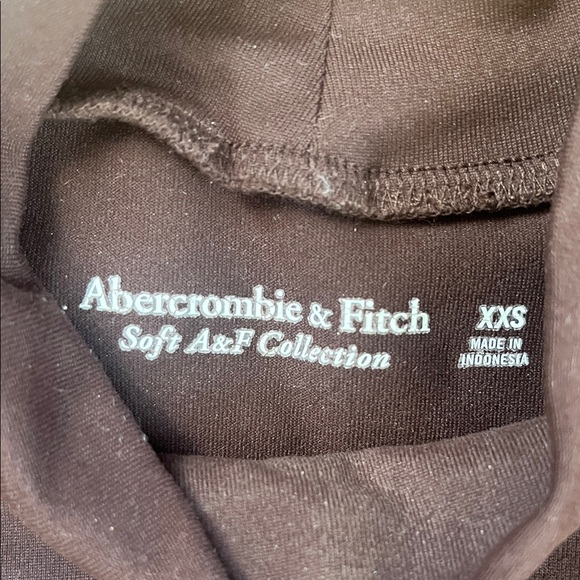 Abercrombie & Fitch
Soft A&F Collection
XXS
MADE IN
INDONESIA